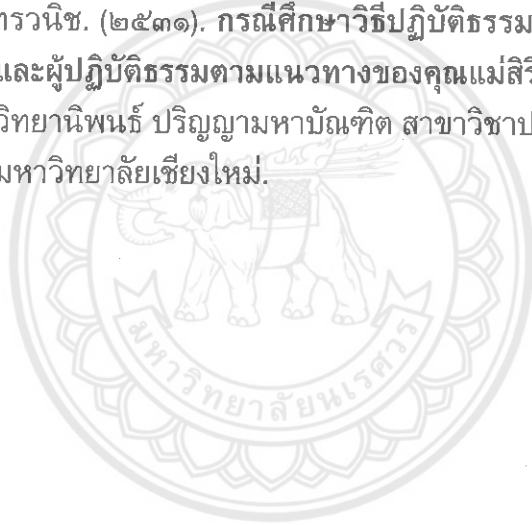 ทรวนิช. (๒๕๓๑). กรณีศึกษาวิธีปฏิบัติธรรม
และผู้ปฏิบัติธรรมตามแนวทางของคุณแม่สิริ
วิทยานิพนธ์ ปริญญามหาบัณฑิต สาขาวิชาป
มหาวิทยาลัยเชียงใหม่.
มหาวิทยาลัยนเรศวร